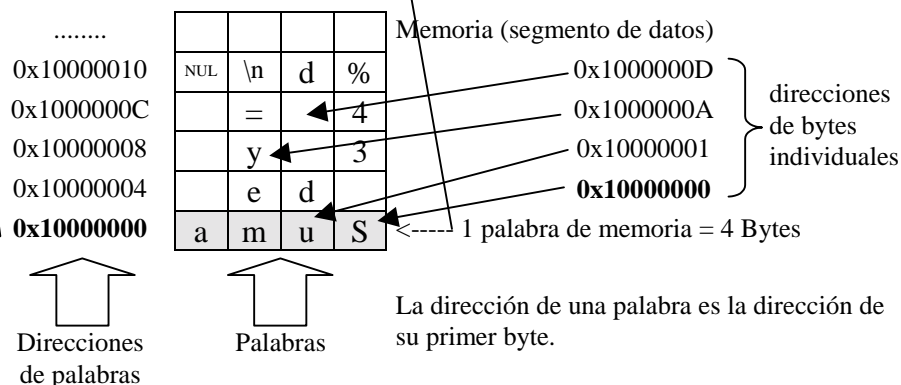 ........ Memoria (segmento de datos)
0x10000010 NUL \n d % 0x1000000D
0x1000000C = 4 0x1000000A
0x10000008 y 3 0x10000001
0x10000004 e d 0x10000000
0x10000000 a m u S <----- 1 palabra de memoria = 4 Bytes
direcciones
de bytes
individuales
Direcciones
de palabras
Palabras
La dirección de una palabra es la dirección de
su primer byte.